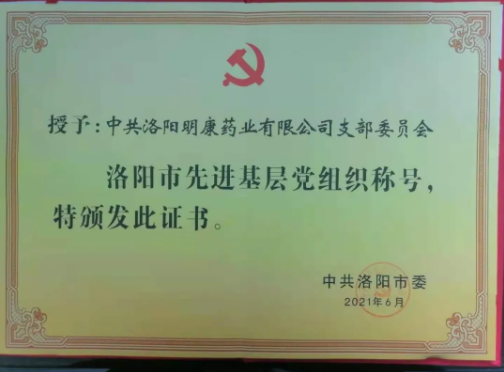 授予：中共洛阳明康药业有限公司支部委员会
洛阳市先进基层党组织称号，
特颁发此证书。
中共洛阳市委
2021年6月